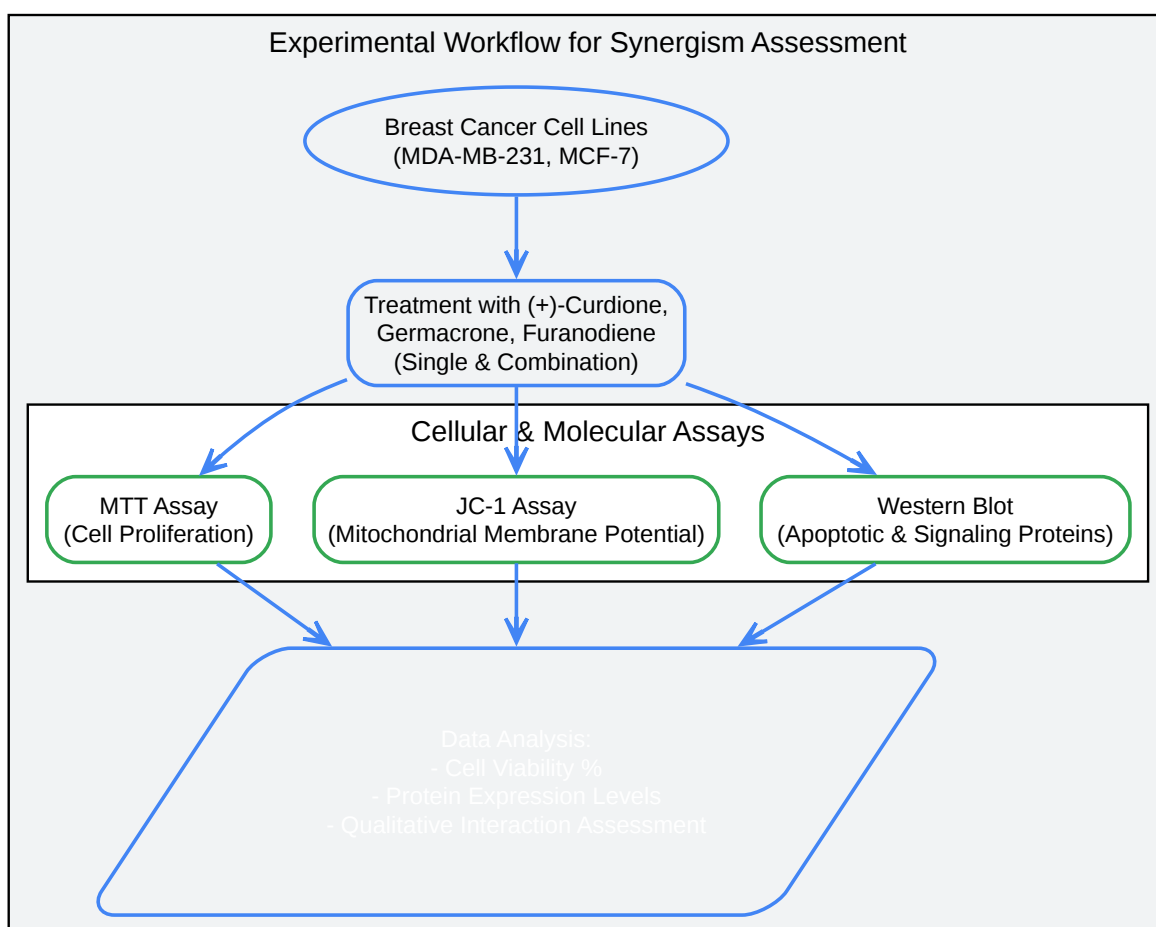 Experimental Workflow for Synergism Assessment
Breast Cancer Cell Lines
(MDA-MB-231, MCF-7)
Treatment with (+)-Curdione,
Germacrone, Furanodiene
(Single & Combination)
Cellular & Molecular Assays
MTT Assay
(Cell Proliferation)
JC-1 Assay
(Mitochondrial Membrane Potential)
Western Blot
(Apoptotic & Signaling Proteins)
Data Analysis:
- Cell Viability %
- Protein Expression Levels
- Qualitative Interaction Assessment